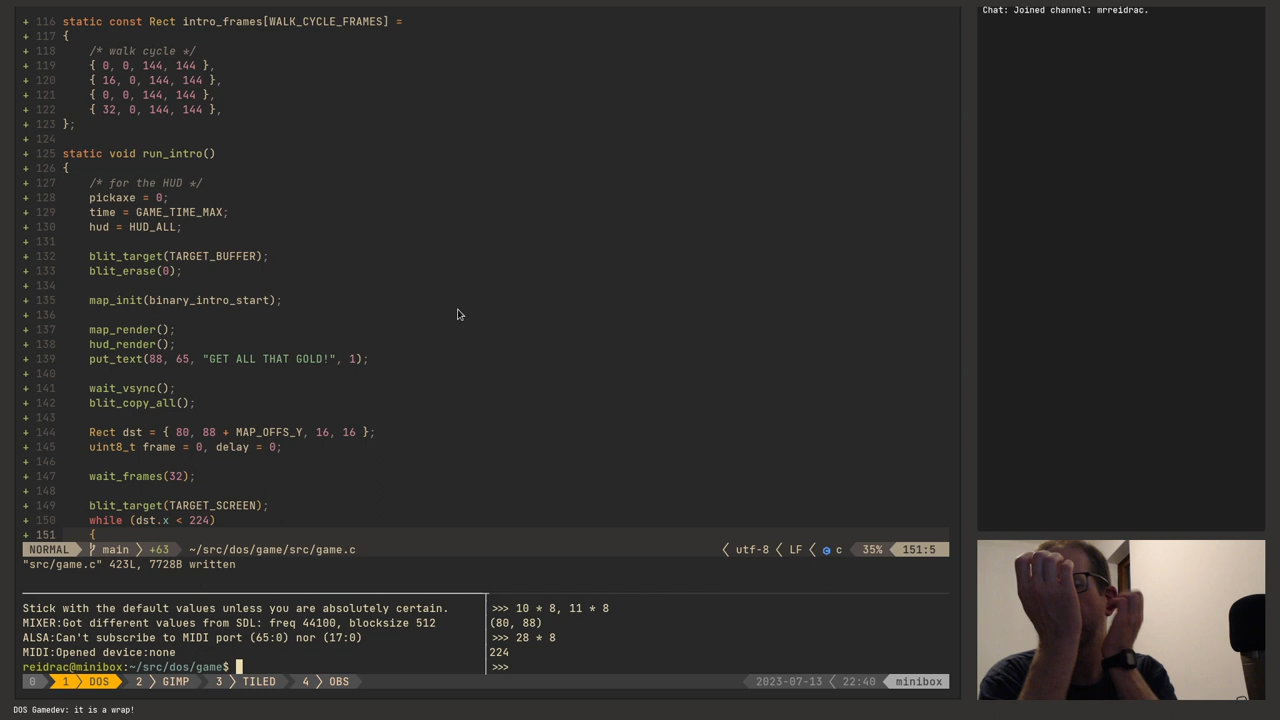 Chat: Joined channel: mrreidrac.
+ 116 static const Rect intro_frames[WALK_CYCLE_FRAMES] =
+ 117 {
+ 118     /* walk cycle */
+ 119     { 0, 0, 144, 144 },
+ 120     { 16, 0, 144, 144 },
+ 121     { 0, 0, 144, 144 },
+ 122     { 32, 0, 144, 144 },
+ 123 };
+ 124
+ 125 static void run_intro()
+ 126 {
+ 127     /* for the HUD */
+ 128     pickaxe = 0;
+ 129     time = GAME_TIME_MAX;
+ 130     hud = HUD_ALL;
+ 131
+ 132     blit_target(TARGET_BUFFER);
+ 133     blit_erase(0);
+ 134
+ 135     map_init(binary_intro_start);
+ 136
+ 137     map_render();
+ 138     hud_render();
+ 139     put_text(88, 65, "GET ALL THAT GOLD!", 1);
+ 140
+ 141     wait_vsync();
+ 142     blit_copy_all();
+ 143
+ 144     Rect dst = { 80, 88 + MAP_OFFS_Y, 16, 16 };
+ 145     uint8_t frame = 0, delay = 0;
+ 146
+ 147     wait_frames(32);
+ 148
+ 149     blit_target(TARGET_SCREEN);
+ 150     while (dst.x < 224)
+ 151     {
NORMAL main +63 ~/src/dos/game/src/game.c utf-8 LF c 35% 151:5
"src/game.c" 423L, 7728B written
Stick with the default values unless you are absolutely certain.
MIXER:Got different values from SDL: freq 44100, blocksize 512
ALSA:Can't subscribe to MIDI port (65:0) nor (17:0)
MIDI:Opened device:none
reidrac@minibox:~/src/dos/game$
>>> 10 * 8, 11 * 8
(80, 88)
>>> 28 * 8
224
>>>
0 1 DOS 2 GIMP 3 TILED 4 OBS 2023-07-13 22:40 minibox
DOS Gamedev: it is a wrap!